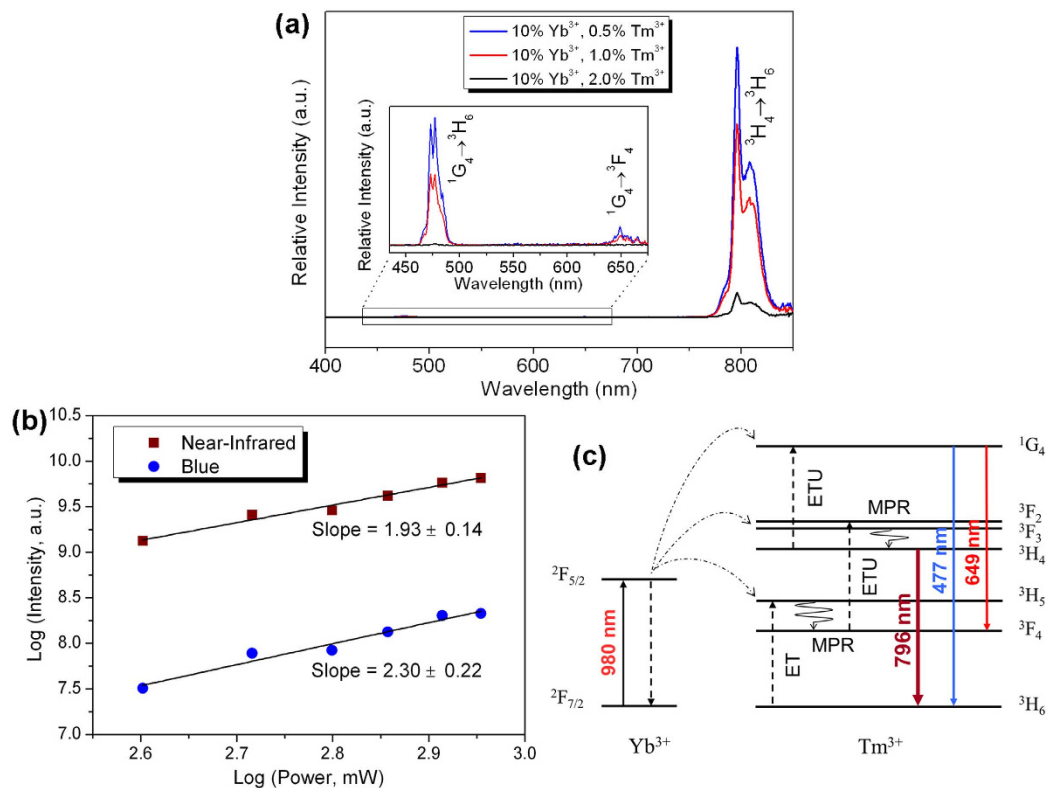 (a)
10% Yb³⁺, 0.5% Tm³⁺
10% Yb³⁺, 1.0% Tm³⁺
10% Yb³⁺, 2.0% Tm³⁺
Relative Intensity (a.u.)
Relative Intensity (a.u.)
¹G₄→³H₆
¹G₄→³F₄
³H₄→³H₆
450 500 550 600 650
Wavelength (nm)
400 500 600 700 800
Wavelength (nm)
(b)
Near-Infrared
Blue
Log (Intensity, a.u.)
10.5
10.0
9.5
9.0
8.5
8.0
7.5
7.0
Slope = 1.93 ± 0.14
Slope = 2.30 ± 0.22
2.6 2.7 2.8 2.9 3.0
Log (Power, mW)
(c)
¹G₄
³F₂
³F₃
³H₄
³H₅
³F₄
³H₆
²F₅/₂
²F₇/₂
980 nm
ETU
MPR
ETU
MPR
ET
796 nm
477 nm
649 nm
Yb³⁺
Tm³⁺